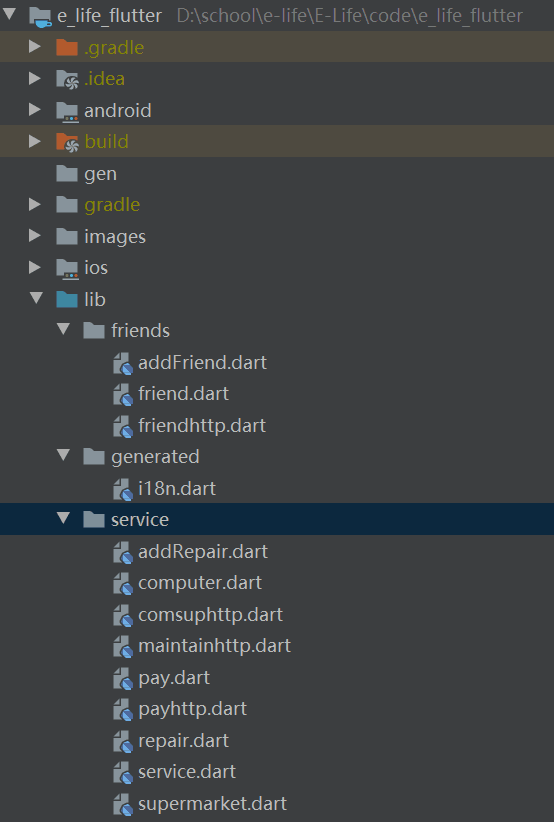 e_life_flutter D:\school\e-life\E-Life\code\e_life_flutter
.gradle
.idea
android
build
gen
gradle
images
ios
lib
friends
addFriend.dart
friend.dart
friendhttp.dart
generated
i18n.dart
service
addRepair.dart
computer.dart
comsuphttp.dart
maintainhttp.dart
pay.dart
payhttp.dart
repair.dart
service.dart
supermarket.dart